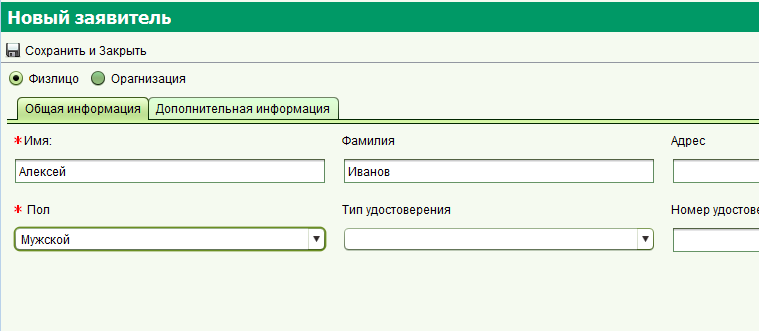 Новый заявитель
Сохранить и Закрыть
Физлицо Орагнизация
Общая информация Дополнительная информация
* Имя: Фамилия Адрес
Алексей Иванов
* Пол Тип удостоверения Номер удостове
Мужской